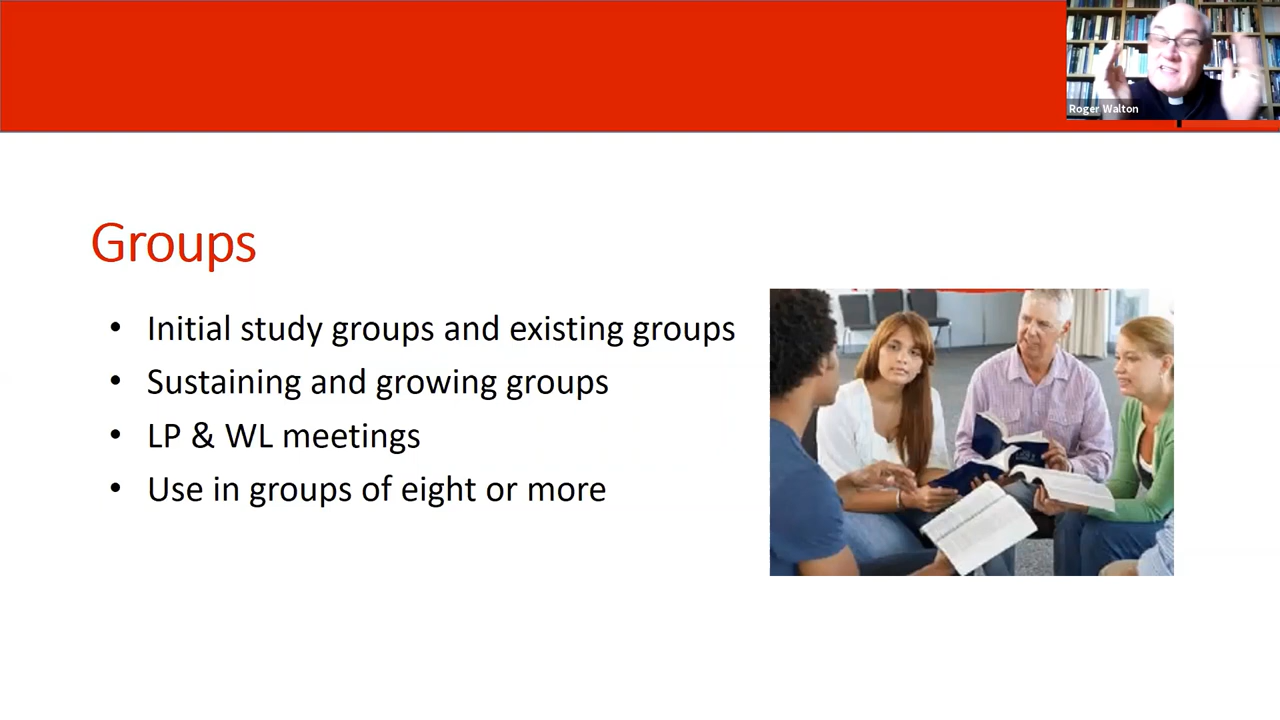 Roger Walton
Groups
• Initial study groups and existing groups
• Sustaining and growing groups
• LP & WL meetings
• Use in groups of eight or more